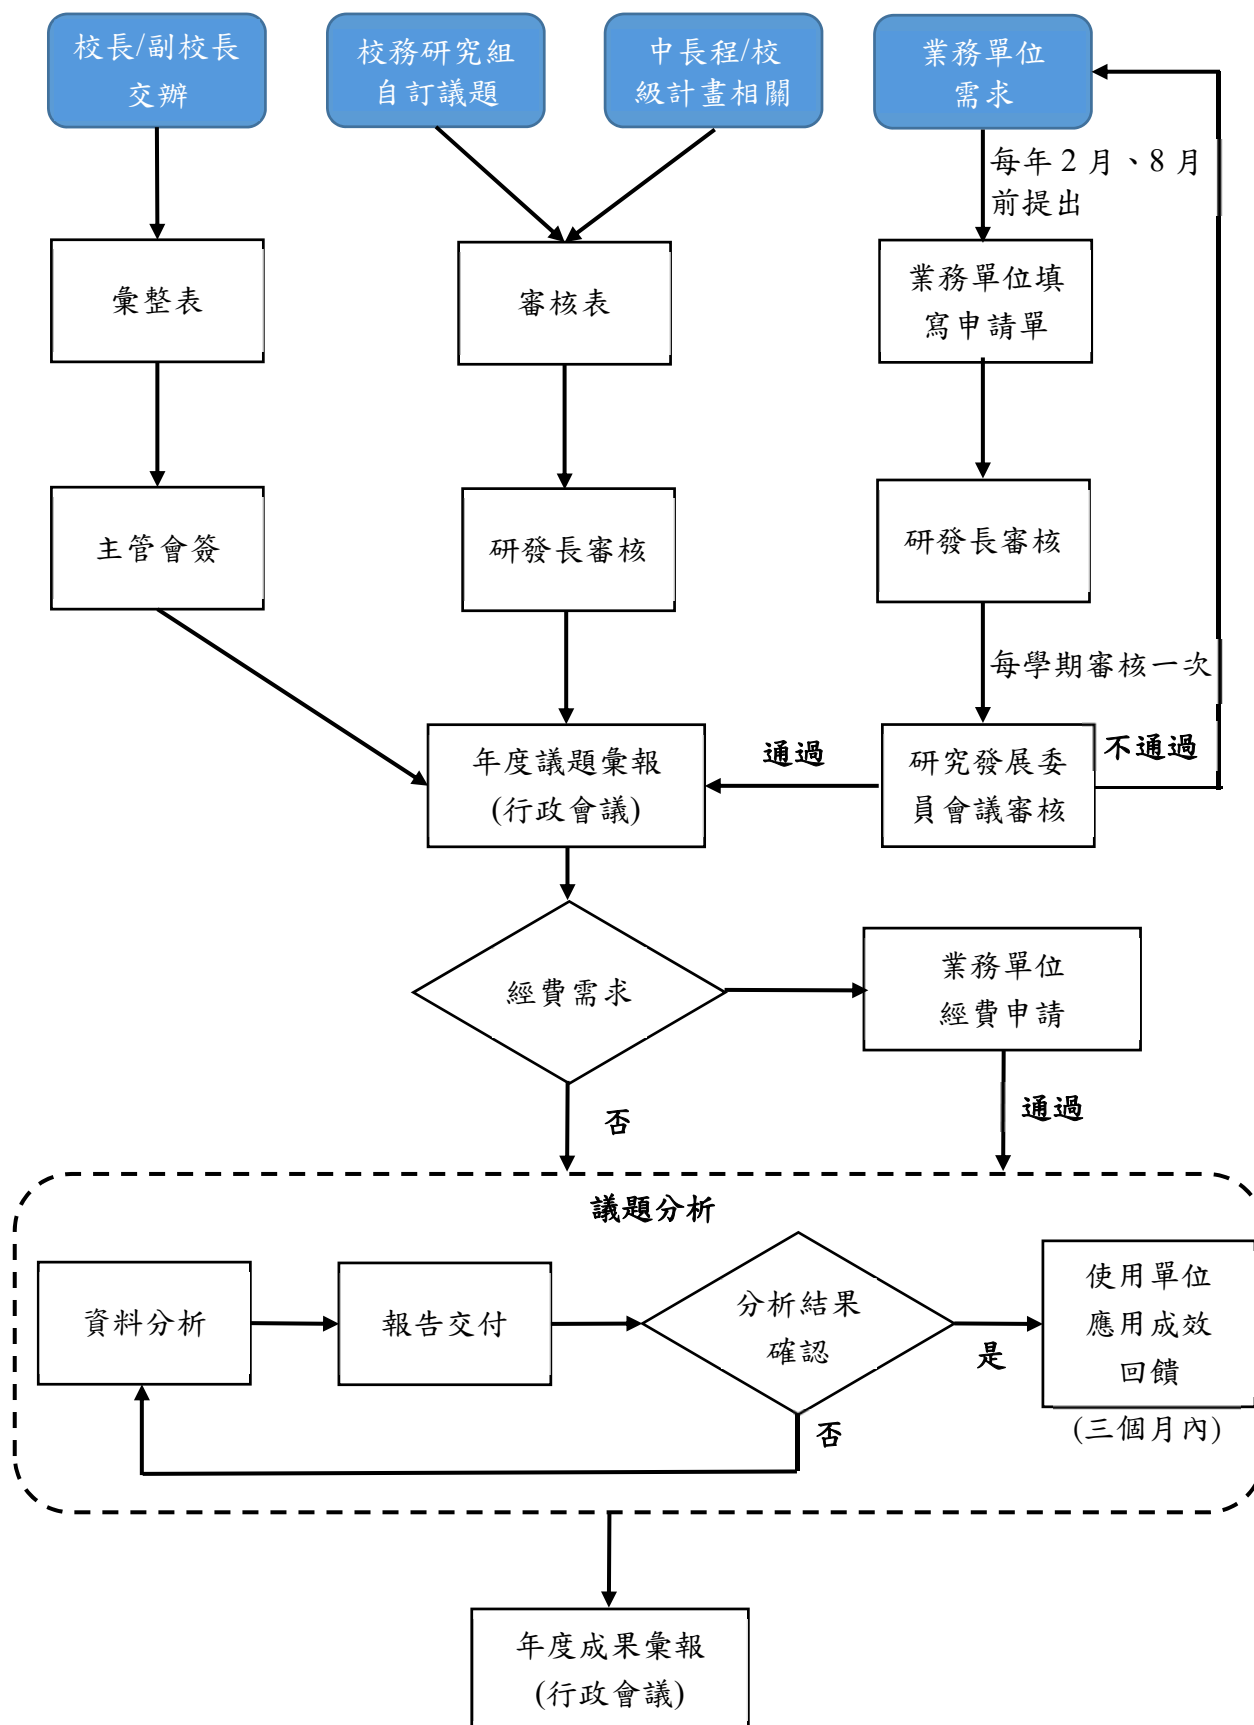 校長/副校長
交辦
校務研究組
自訂議題
中長程/校
級計畫相關
業務單位
需求
每年 2 月、8 月
前提出
彙整表
審核表
業務單位填
寫申請單
主管會簽
研發長審核
研發長審核
每學期審核一次
年度議題彙報
(行政會議)
通過
研究發展委
員會議審核
不通過
經費需求
業務單位
經費申請
否
通過
議題分析
資料分析
報告交付
分析結果
確認
是
使用單位
應用成效
回饋
(三個月內)
否
年度成果彙報
(行政會議)